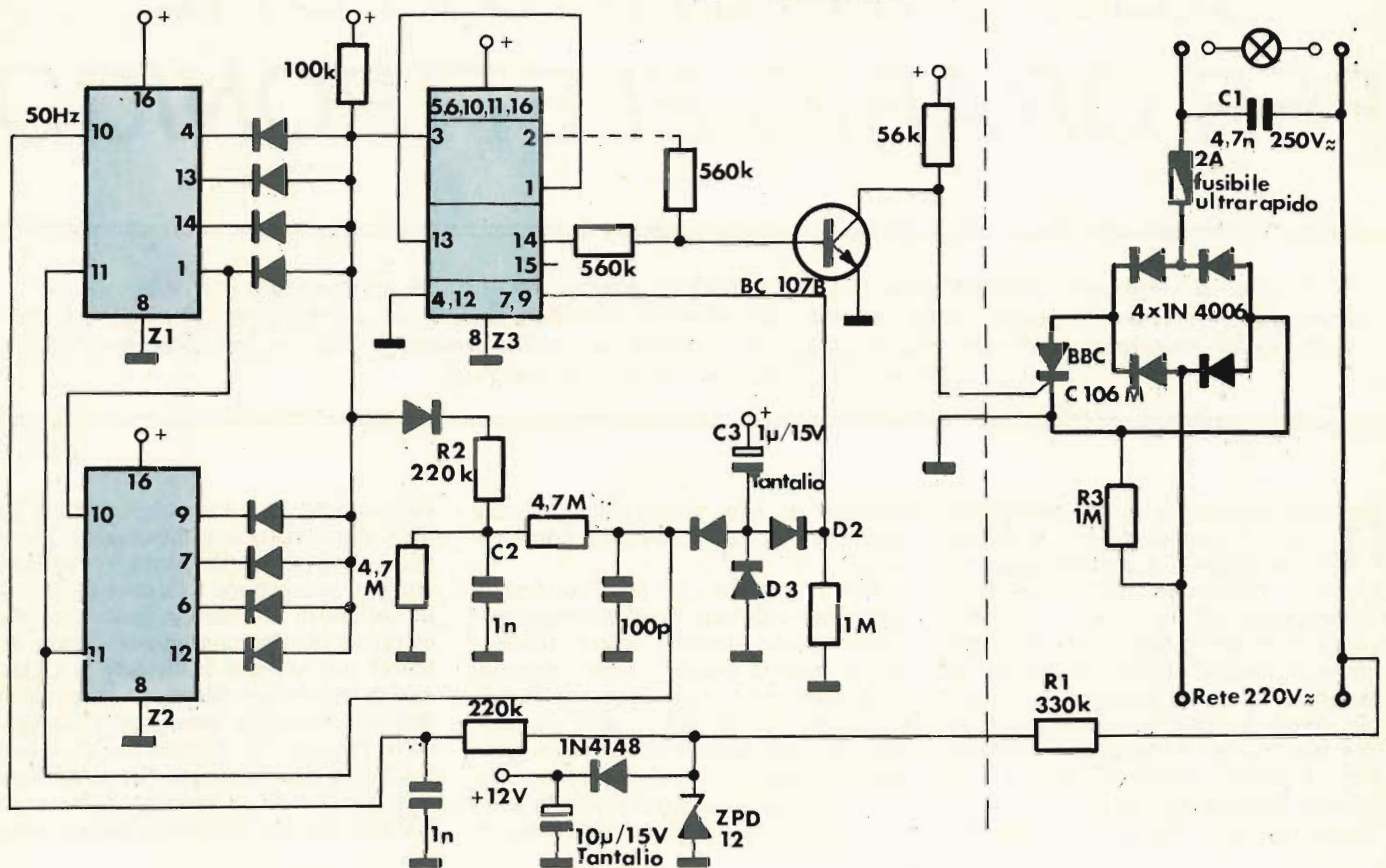 +
+
100k
+
16
50Hz
10
4
13
14
1
11
8
Z1
5,6,10,11,16
3
2
1
13
14
15
4,12
7,9
8
Z3
560k
560k
BC 107B
+
56k
C1
4,7n
250V≈
2A
fusibile
ultrarapido
4x1N 4006
BBC
C 106 M
R3
1M
Rete 220V≈
R1
330k
+
16
10
9
7
6
12
11
8
Z2
R2
220k
4,7
M
4,7M
C2
1n
100p
+
C3
1µ/15V
Tantalio
D2
D3
1M
220k
1n
1N4148
+12V
10µ/15V
Tantalio
ZPD
12